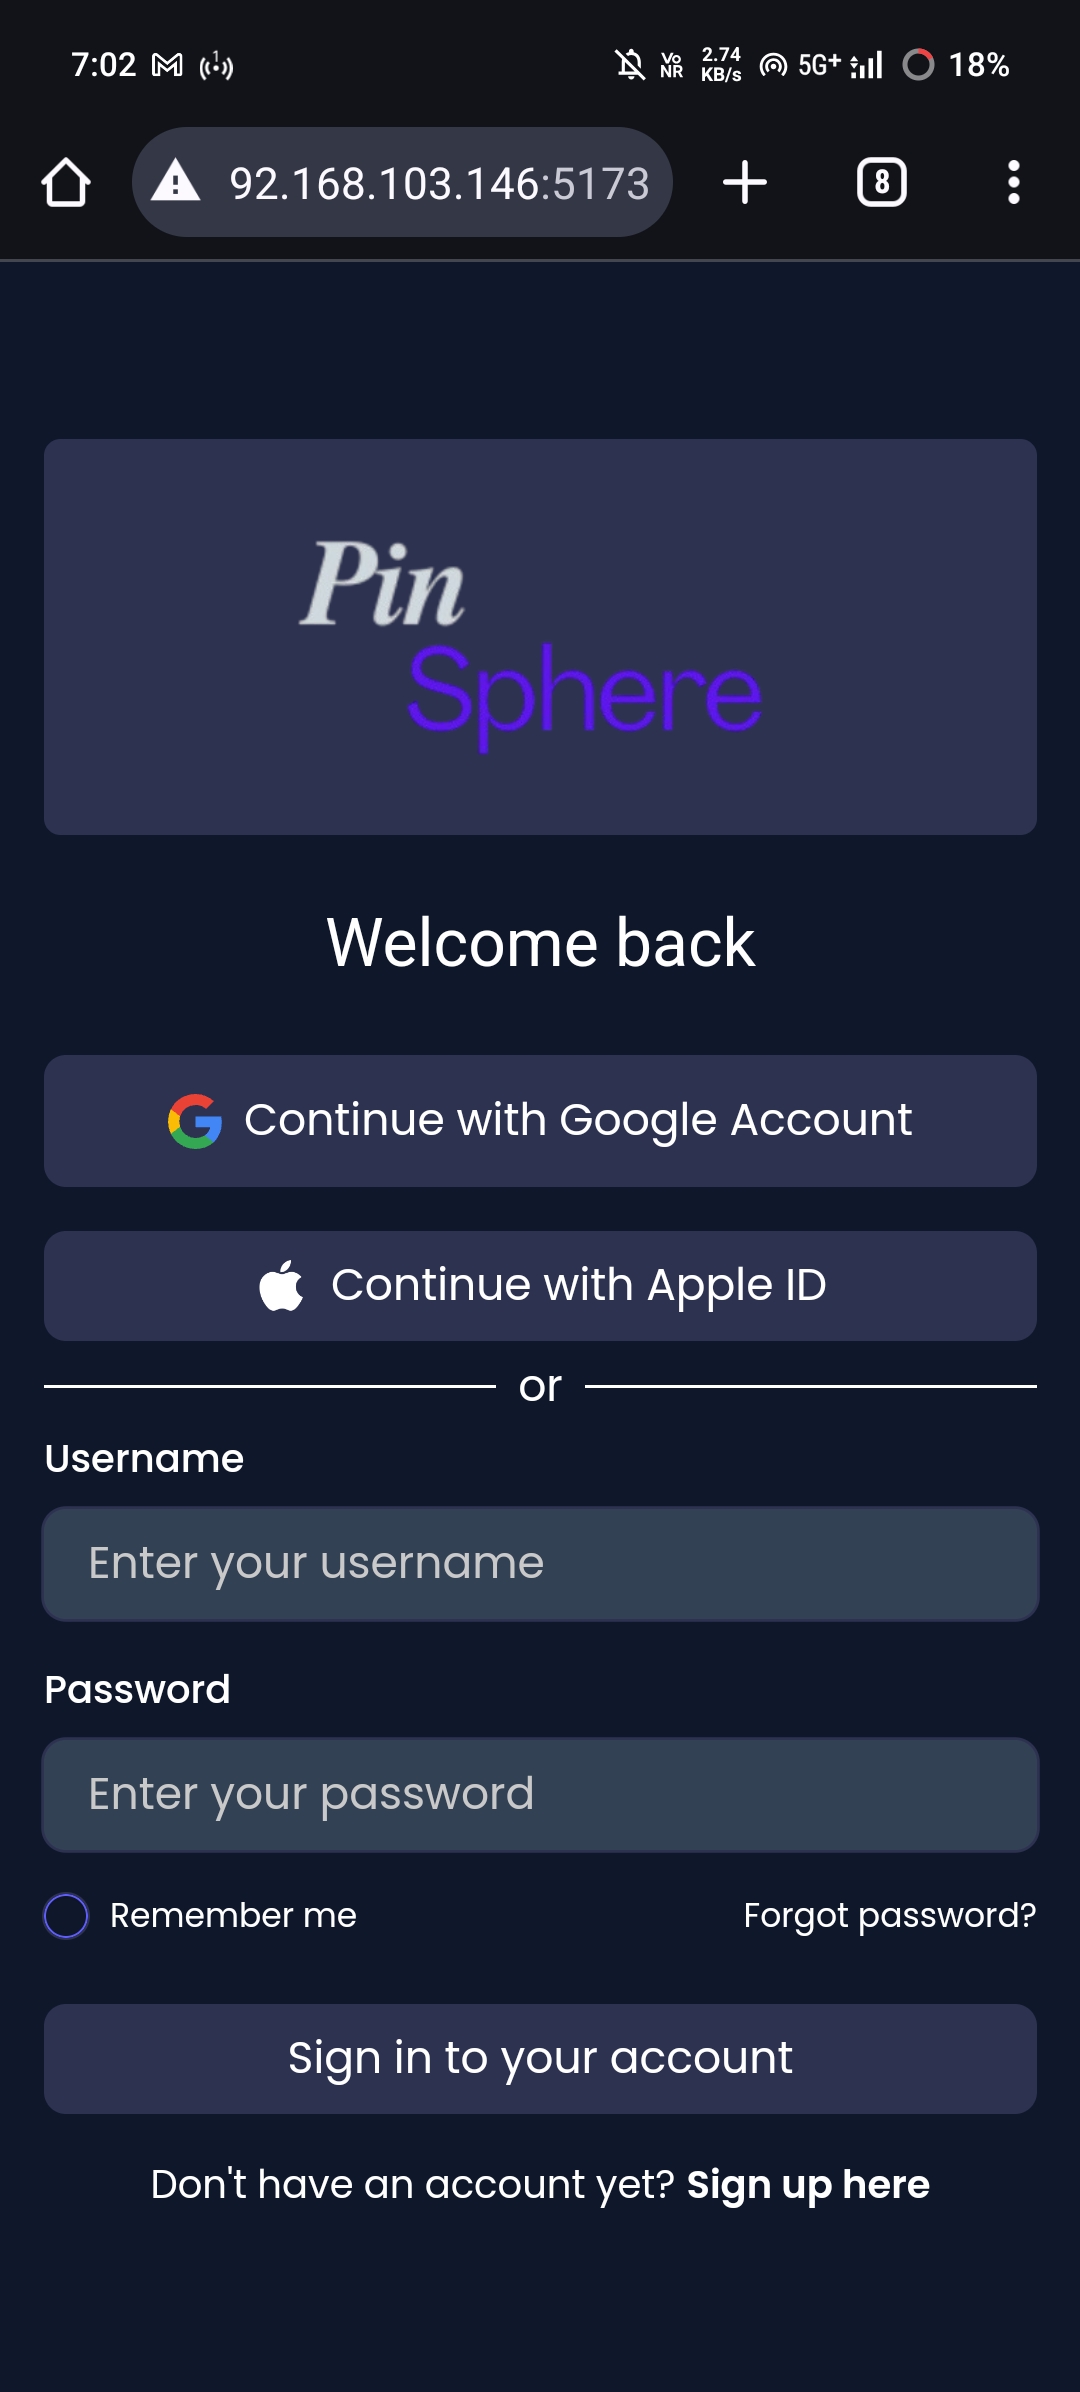 7:02 1 Vo NR 2.74 KB/s 5G+ 18%
92.168.103.146:5173 8
Pin
Sphere
Welcome back
Continue with Google Account
Continue with Apple ID
or
Username
Enter your username
Password
Enter your password
Remember me Forgot password?
Sign in to your account
Don't have an account yet? Sign up here